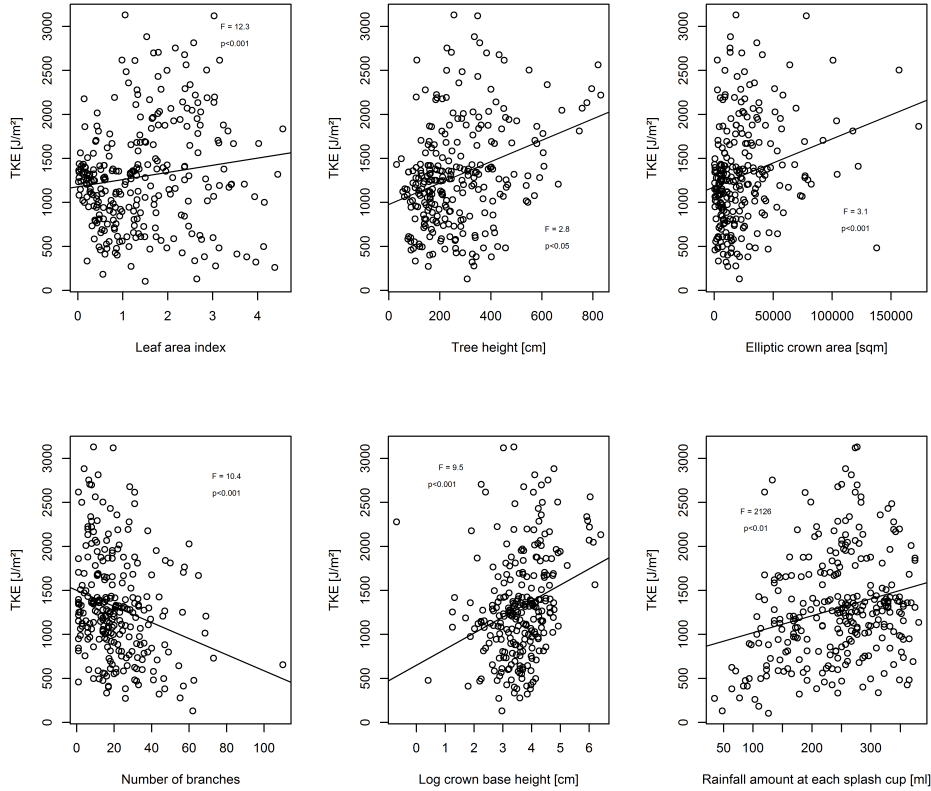 TKE [J/m²]
0 500 1000 1500 2000 2500 3000
F = 12.3
p<0.001
0 1 2 3 4
Leaf area index
TKE [J/m²]
0 500 1000 1500 2000 2500 3000
F = 2.8
p<0.05
0 200 400 600 800
Tree height [cm]
TKE [J/m²]
0 500 1000 1500 2000 2500 3000
F = 3.1
p<0.001
0 50000 100000 150000
Elliptic crown area [sqm]
TKE [J/m²]
0 500 1000 1500 2000 2500 3000
F = 10.4
p<0.001
0 20 40 60 80 100
Number of branches
TKE [J/m²]
0 500 1000 1500 2000 2500 3000
F = 9.5
p<0.001
0 1 2 3 4 5 6
Log crown base height [cm]
TKE [J/m²]
0 500 1000 1500 2000 2500 3000
F = 2126
p<0.01
50 100 200 300
Rainfall amount at each splash cup [ml]